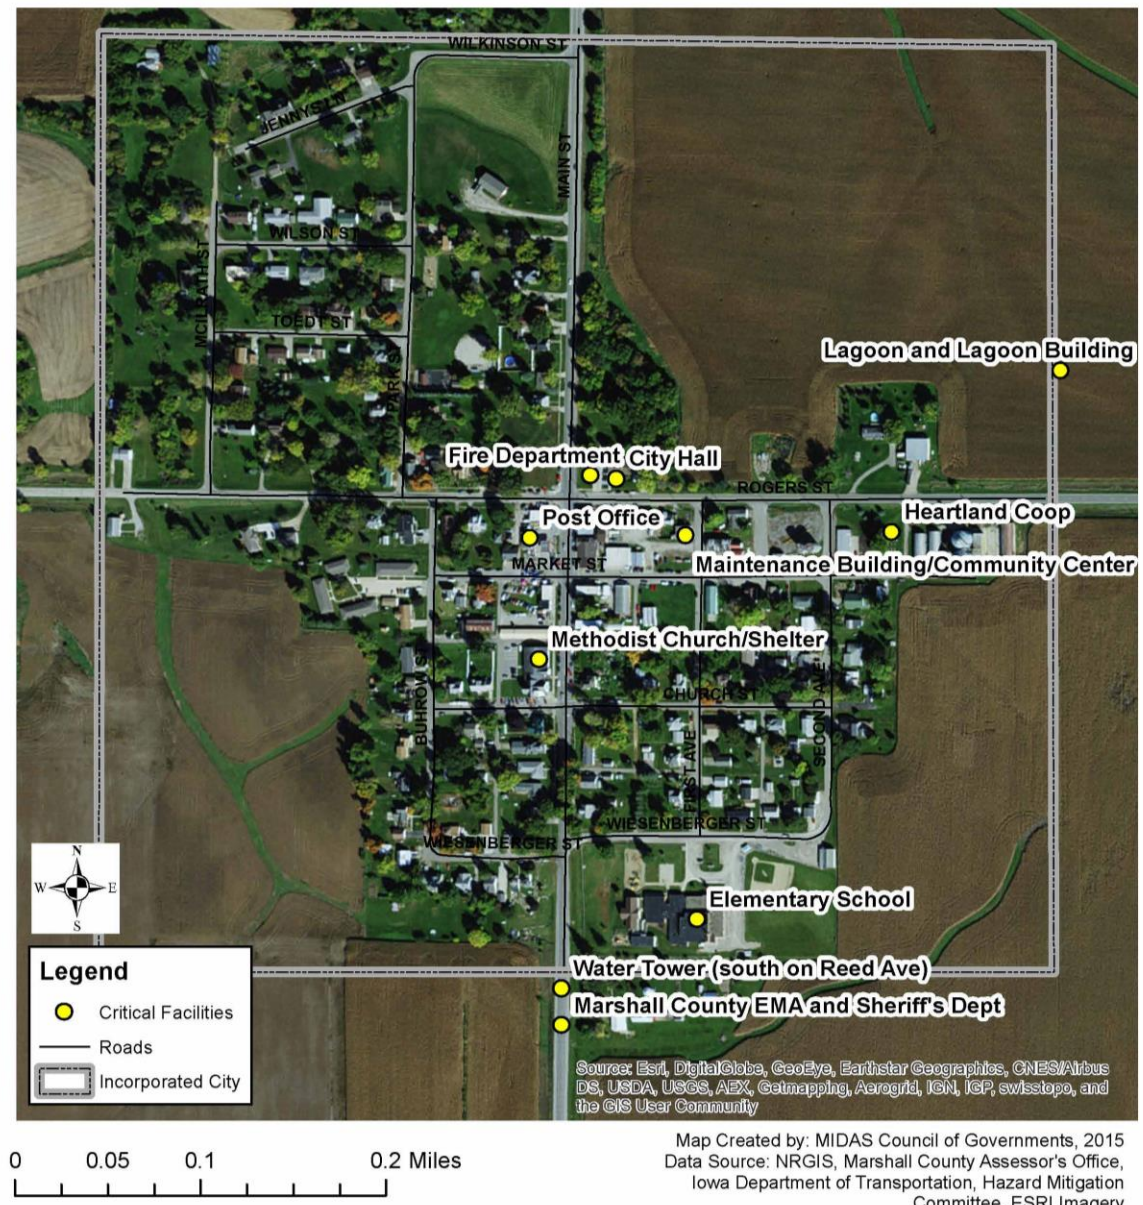 WILKINSON ST
JENNYS LN
MAIN ST
WILSON ST
MCILRATH ST
TOEDT ST
PARK ST
Lagoon and Lagoon Building
Fire Department
City Hall
ROGERS ST
Post Office
Heartland Coop
MARKET ST
Maintenance Building/Community Center
Methodist Church/Shelter
BUHROW ST
CHURCH ST
SECOND AVE
FIRST AVE
WIESENBERGER ST
WIESENBERGER ST
N
W
E
S
Elementary School
Water Tower (south on Reed Ave)
Marshall County EMA and Sheriff's Dept
Legend
Critical Facilities
Roads
Incorporated City
Source: Esri, DigitalGlobe, GeoEye, Earthstar Geographics, CNES/Airbus
DS, USDA, USGS, AEX, Getmapping, Aerogrid, IGN, IGP, swisstopo, and
the GIS User Community
0 0.05 0.1 0.2 Miles
Map Created by: MIDAS Council of Governments, 2015
Data Source: NRGIS, Marshall County Assessor's Office,
Iowa Department of Transportation, Hazard Mitigation
Committee, ESRI Imagery